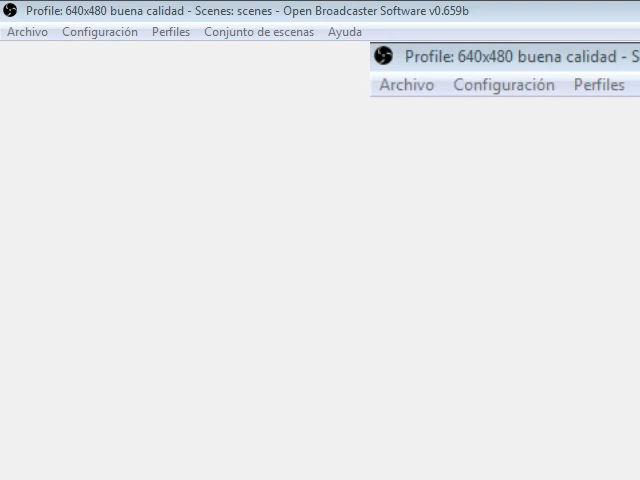 Profile: 640x480 buena calidad - Scenes: scenes - Open Broadcaster Software v0.659b
Archivo Configuración Perfiles Conjunto de escenas Ayuda
Profile: 640x480 buena calidad - S
Archivo Configuración Perfiles